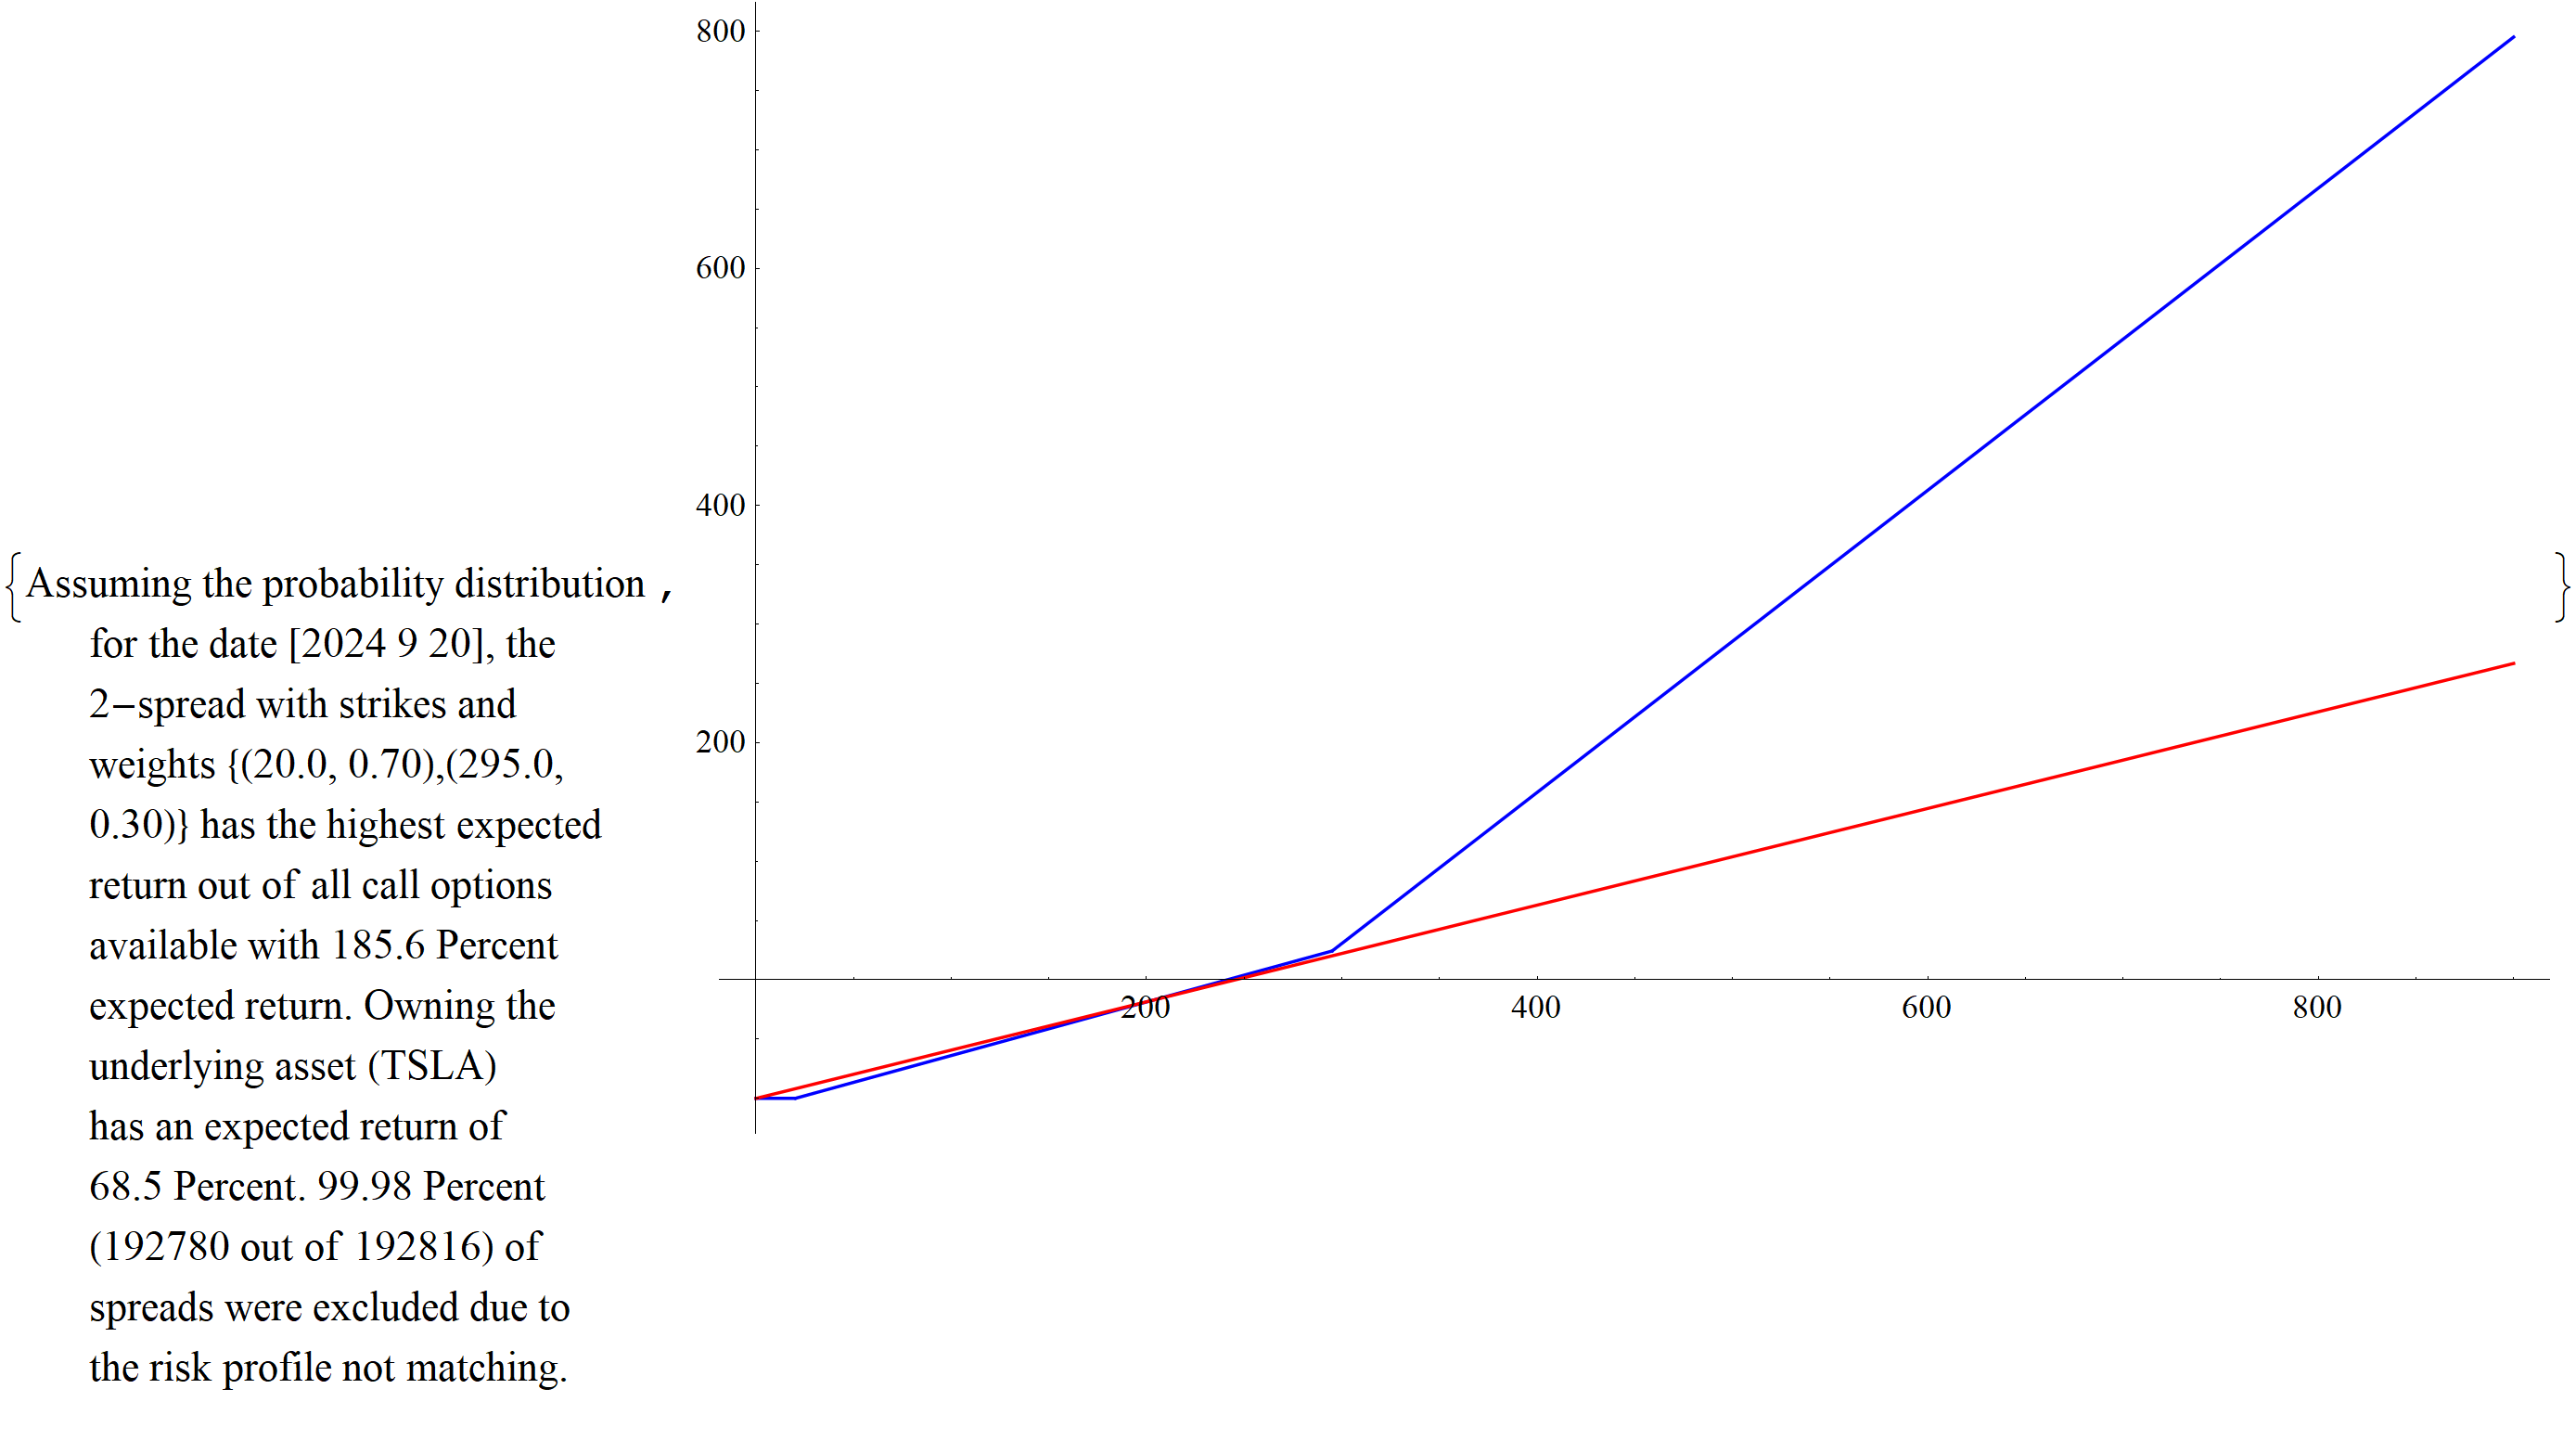 {Assuming the probability distribution ,
for the date [2024 9 20], the
2−spread with strikes and
weights {(20.0, 0.70),(295.0,
0.30)} has the highest expected
return out of all call options
available with 185.6 Percent
expected return. Owning the
underlying asset (TSLA)
has an expected return of
68.5 Percent. 99.98 Percent
(192780 out of 192816) of
spreads were excluded due to
the risk profile not matching.
800
600
400
200
200 400 600 800
}